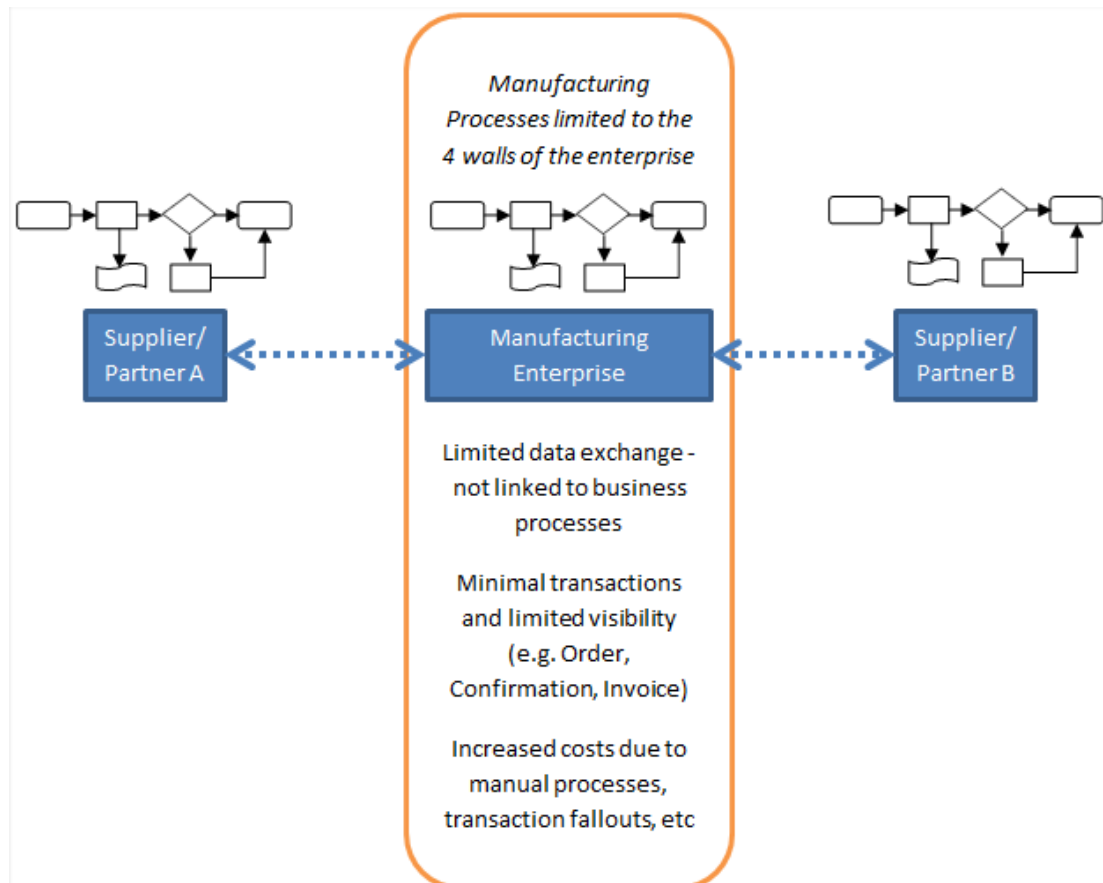 Manufacturing
Processes limited to the
4 walls of the enterprise
Supplier/
Partner A
Manufacturing
Enterprise
Supplier/
Partner B
Limited data exchange -
not linked to business
processes
Minimal transactions
and limited visibility
(e.g. Order,
Confirmation, Invoice)
Increased costs due to
manual processes,
transaction fallouts, etc